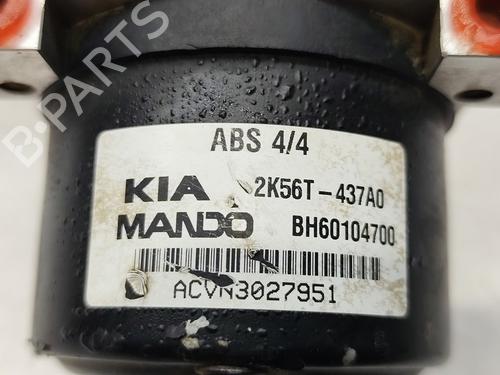 B-PARTS
ABS 4/4
KIA 2K56T-437A0
MANDO BH60104700
ACVN3027951